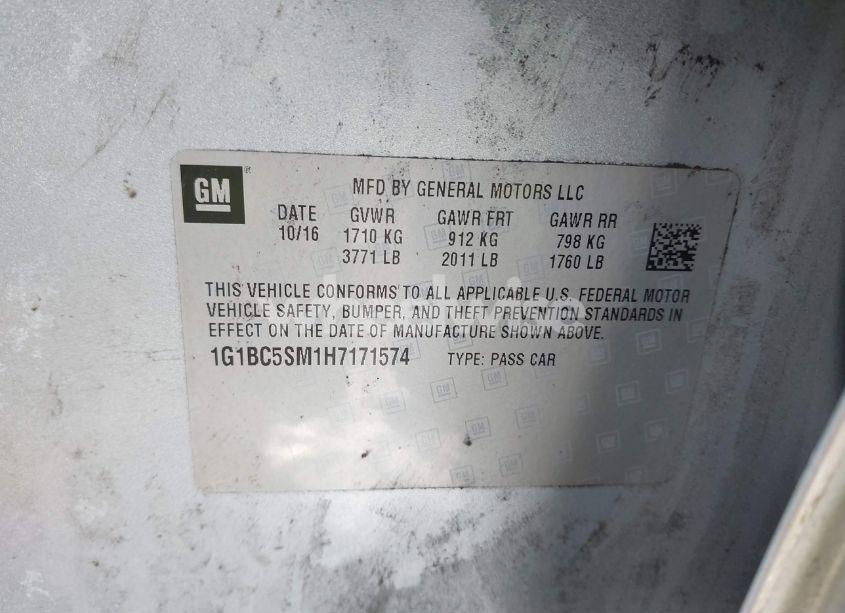 GM
MFD BY GENERAL MOTORS LLC
DATE GVWR GAWR FRT GAWR RR
10/16 1710 KG 912 KG 798 KG
3771 LB 2011 LB 1760 LB
THIS VEHICLE CONFORMS TO ALL APPLICABLE U.S. FEDERAL MOTOR
VEHICLE SAFETY, BUMPER, AND THEFT PREVENTION STANDARDS IN
EFFECT ON THE DATE OF MANUFACTURE SHOWN ABOVE.
1G1BC5SM1H7171574 TYPE: PASS CAR